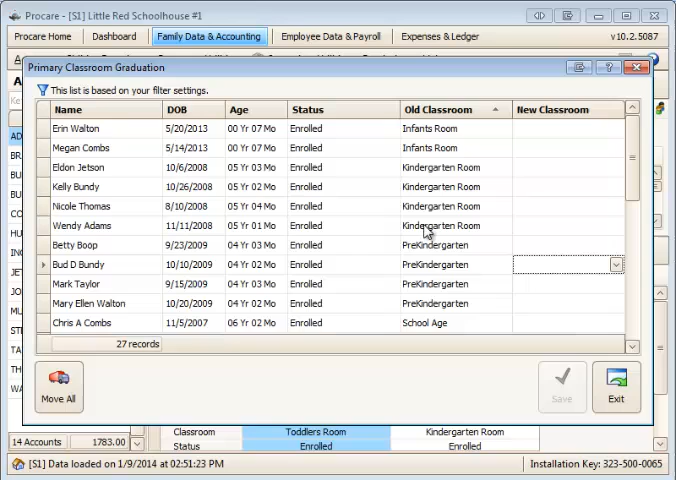 Procare - [S1] Little Red Schoolhouse #1
Procare Home Dashboard Family Data & Accounting Employee Data & Payroll Expenses & Ledger v10.2.5087
Primary Classroom Graduation
This list is based on your filter settings.
Name DOB Age Status Old Classroom New Classroom
Erin Walton 5/20/2013 00 Yr 07 Mo Enrolled Infants Room
Megan Combs 5/14/2013 00 Yr 07 Mo Enrolled Infants Room
Eldon Jetson 10/6/2008 05 Yr 03 Mo Enrolled Kindergarten Room
Kelly Bundy 10/26/2008 05 Yr 02 Mo Enrolled Kindergarten Room
Nicole Thomas 8/10/2008 05 Yr 04 Mo Enrolled Kindergarten Room
Wendy Adams 11/11/2008 05 Yr 01 Mo Enrolled Kindergarten Room
Betty Boop 9/23/2009 04 Yr 03 Mo Enrolled PreKindergarten
Bud D Bundy 10/10/2009 04 Yr 02 Mo Enrolled PreKindergarten
Mark Taylor 9/15/2009 04 Yr 03 Mo Enrolled PreKindergarten
Mary Ellen Walton 10/20/2009 04 Yr 02 Mo Enrolled PreKindergarten
Chris A Combs 11/5/2007 06 Yr 02 Mo Enrolled School Age
27 records
Move All Save Exit
Classroom Toddlers Room Kindergarten Room
14 Accounts 1783.00 Status Enrolled Enrolled
[S1] Data loaded on 1/9/2014 at 02:51:23 PM Installation Key: 323-500-0065